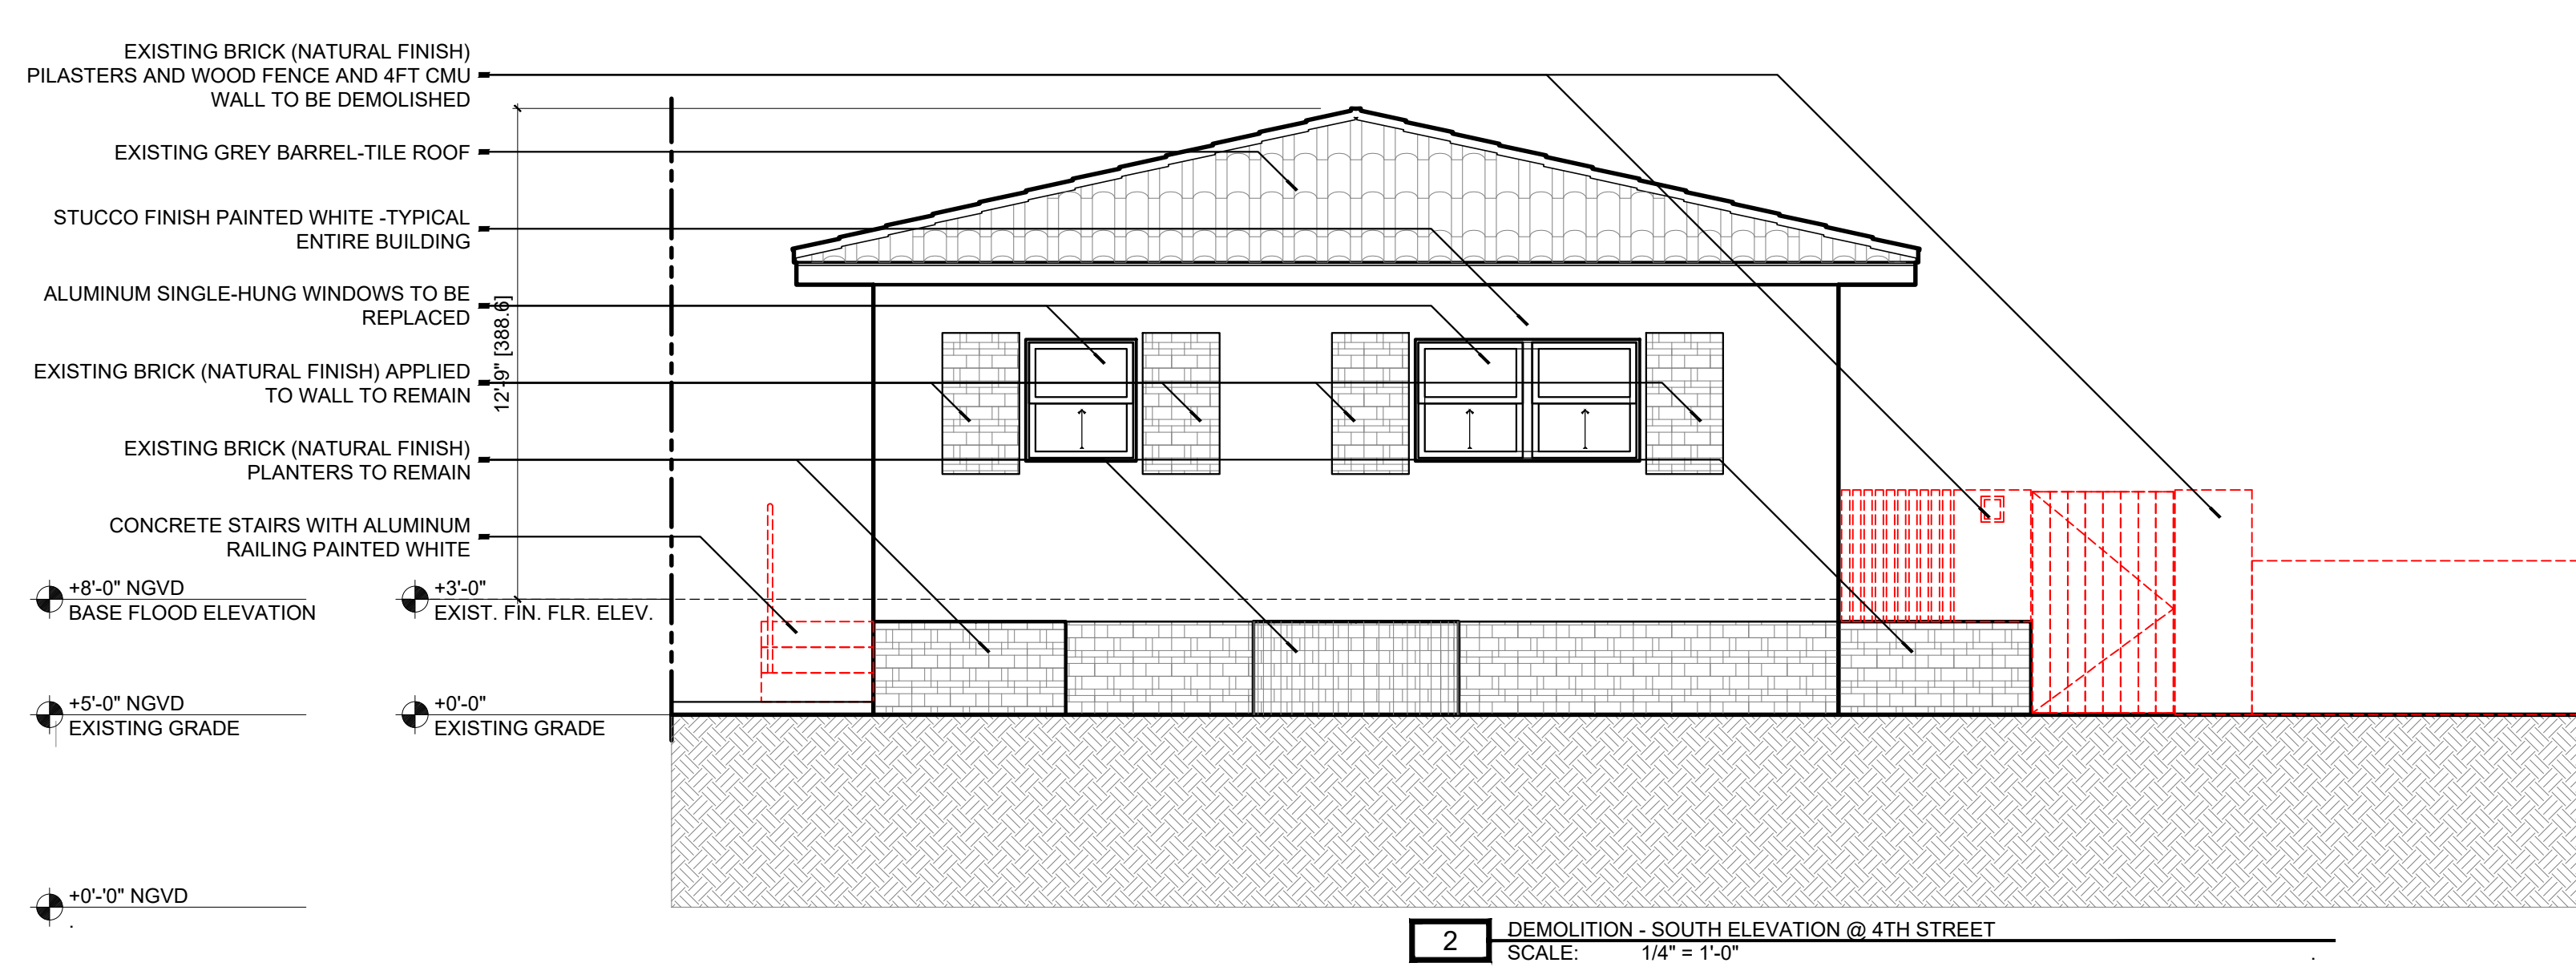 EXISTING BRICK (NATURAL FINISH)
PILASTERS AND WOOD FENCE AND 4FT CMU
WALL TO BE DEMOLISHED
EXISTING GREY BARREL-TILE ROOF
STUCCO FINISH PAINTED WHITE -TYPICAL
ENTIRE BUILDING
ALUMINUM SINGLE-HUNG WINDOWS TO BE
REPLACED
12'-9" [388.6]
EXISTING BRICK (NATURAL FINISH) APPLIED
TO WALL TO REMAIN
EXISTING BRICK (NATURAL FINISH)
PLANTERS TO REMAIN
CONCRETE STAIRS WITH ALUMINUM
RAILING PAINTED WHITE
+8'-0" NGVD
BASE FLOOD ELEVATION
+3'-0"
EXIST. FIN. FLR. ELEV.
+5'-0" NGVD
EXISTING GRADE
+0'-0"
EXISTING GRADE
+0'-'0" NGVD
.
2
DEMOLITION - SOUTH ELEVATION @ 4TH STREET
SCALE: 1/4" = 1'-0"
.